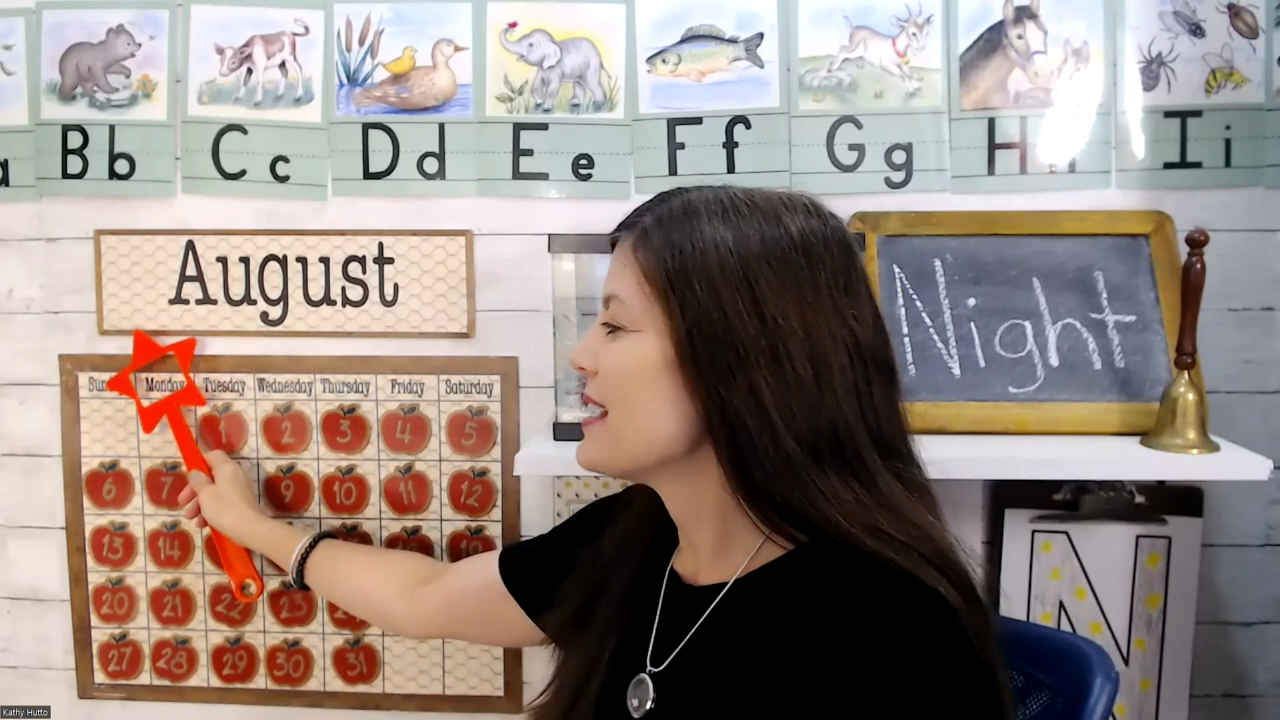 a Bb Cc Dd Ee Ff Gg H Ii
August
Night
Monday Tuesday Wednesday Thursday Friday Saturday
1 2 3 4 5
6 7 9 10 11 12
13 14
20 21 22 23
27 28 29 30 31
N
Kathy Hutto